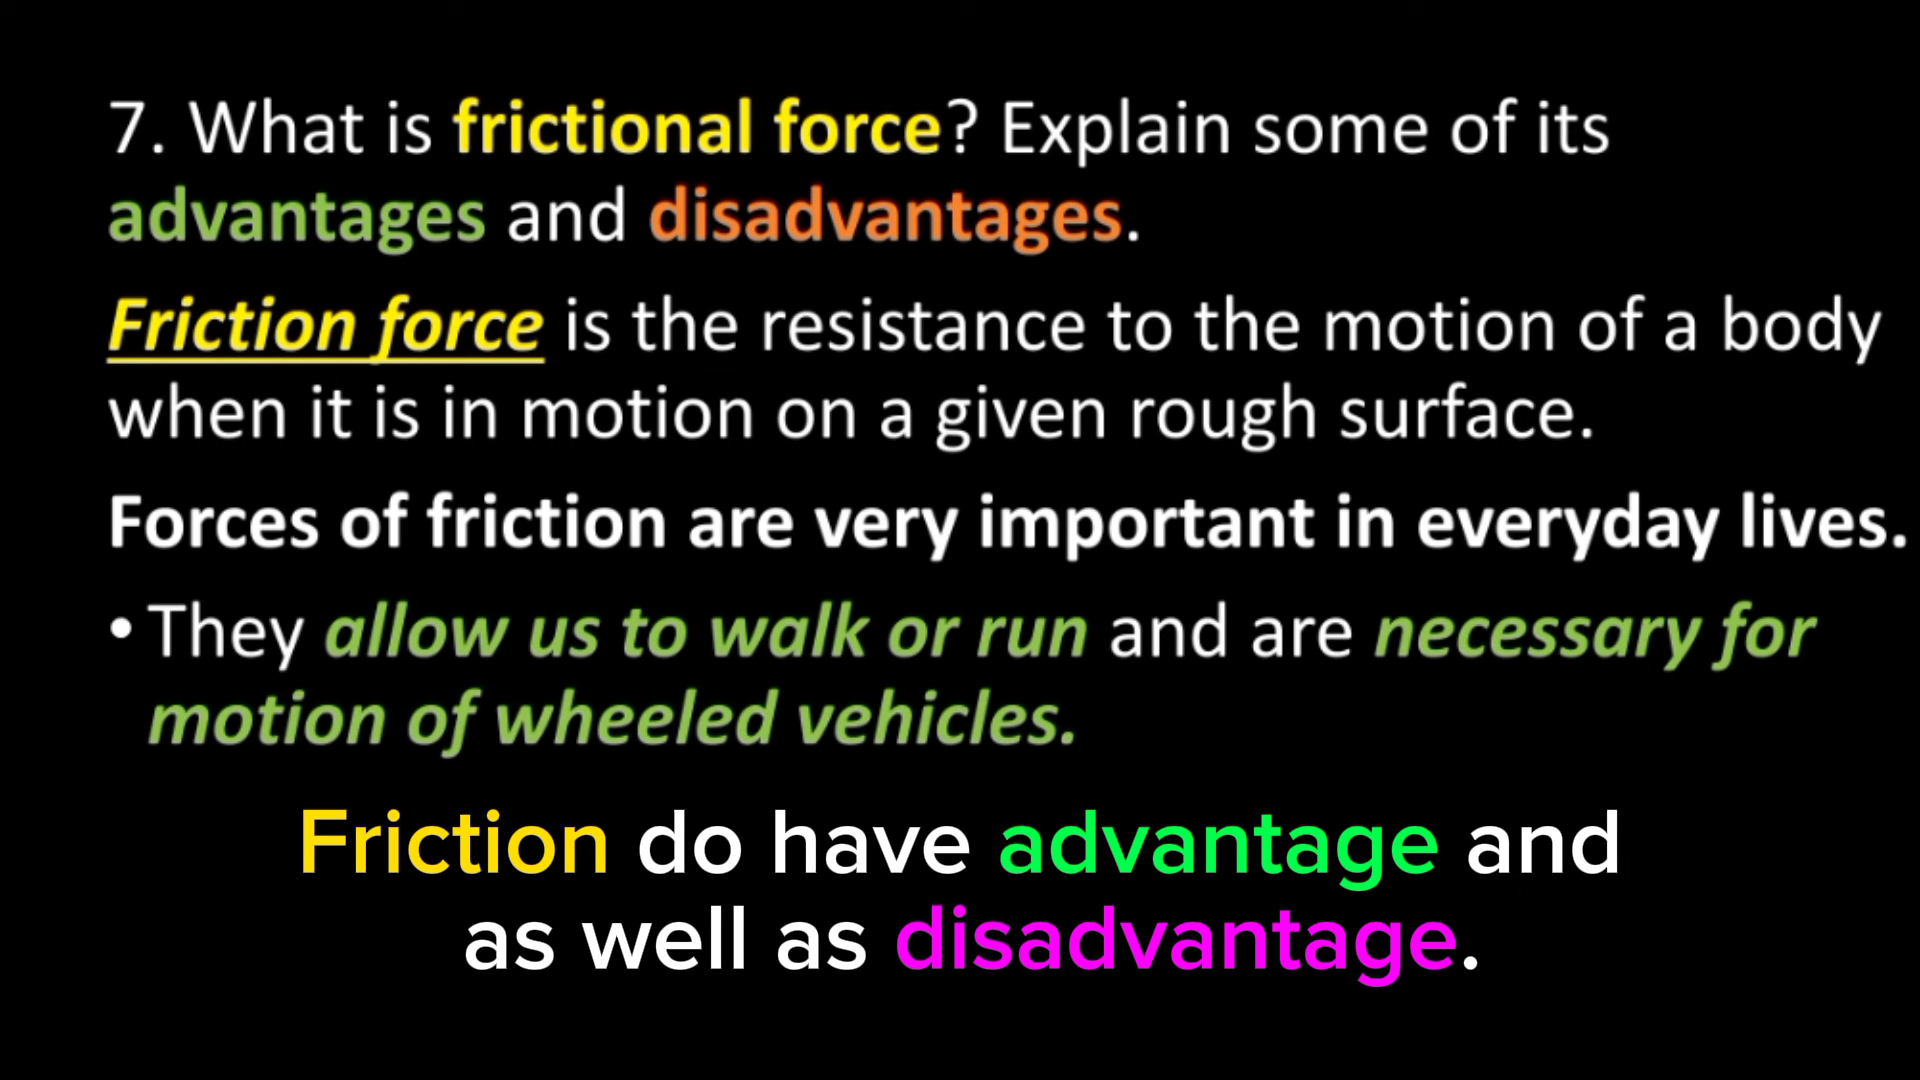 7. What is frictional force? Explain some of its
advantages and disadvantages.
Friction force is the resistance to the motion of a body
when it is in motion on a given rough surface.
Forces of friction are very important in everyday lives.
• They allow us to walk or run and are necessary for
motion of wheeled vehicles.
Friction do have advantage and
as well as disadvantage.